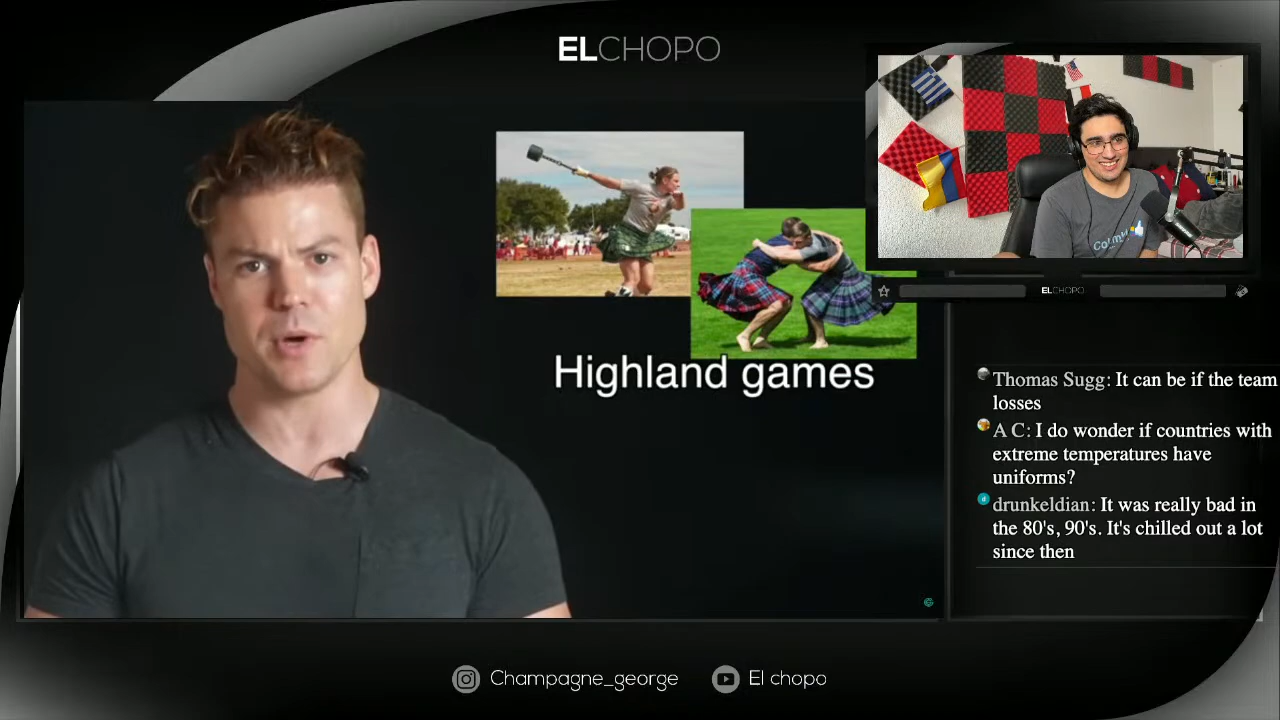 ELCHOPO
ELCHOPO
Highland games
Thomas Sugg: It can be if the team
losses
A C: I do wonder if countries with
extreme temperatures have
uniforms?
drunkeldian: It was really bad in
the 80's, 90's. It's chilled out a lot
since then
Champagne_george
El chopo